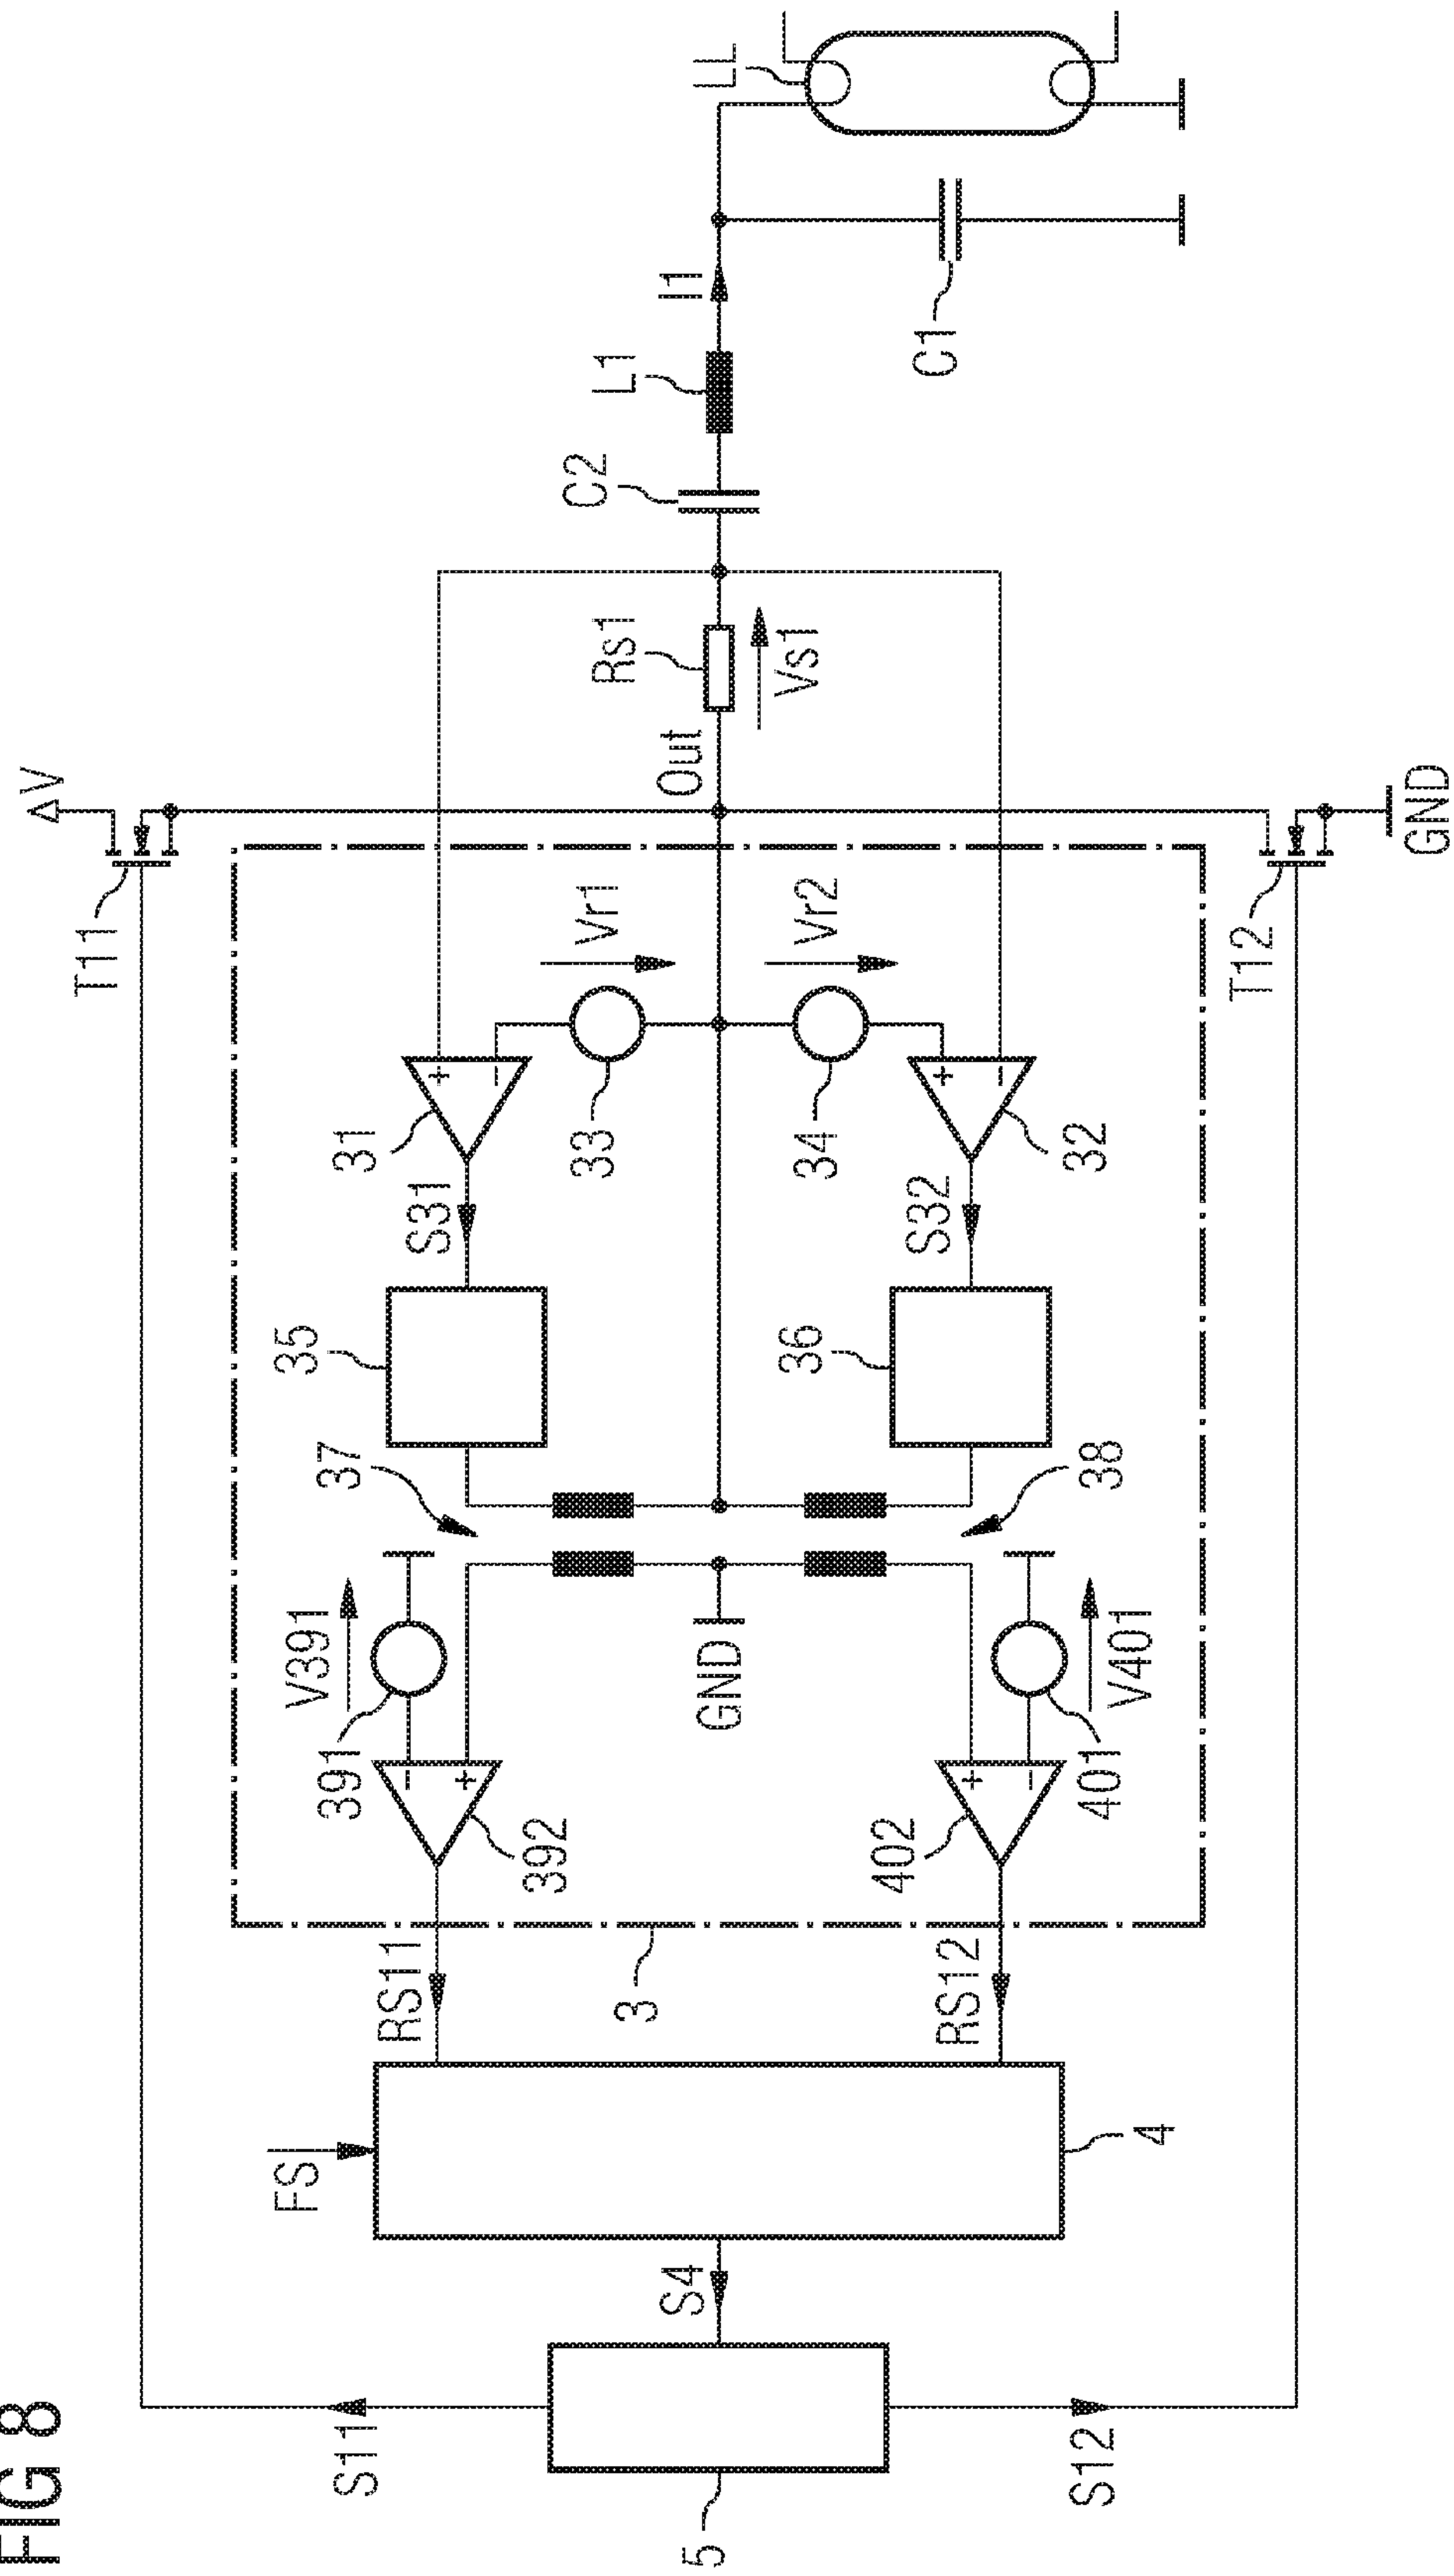 FIG 8
V
T11
LL
I1
L1
C2
C1
Rs1
Vs1
Out
Vr1
Vr2
31
33
34
32
S31
S32
35
36
37
38
V391
V401
391
401
392
402
GND
T12
GND
RS11
RS12
3
FS
4
S4
S11
S12
5